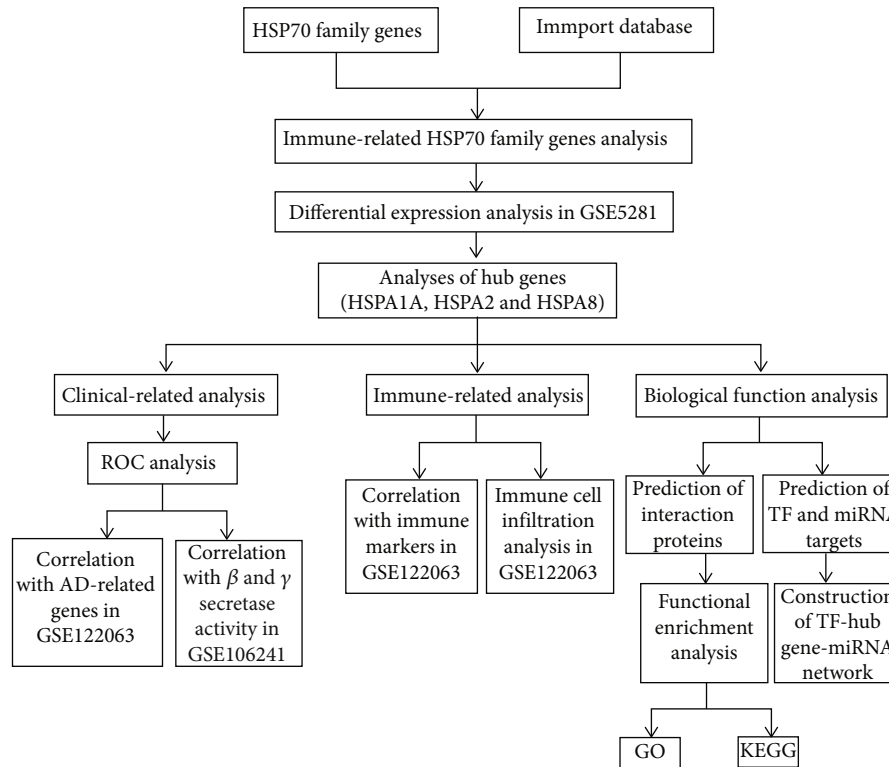 HSP70 family genes
Immport database
Immune-related HSP70 family genes analysis
Differential expression analysis in GSE5281
Analyses of hub genes
(HSPA1A, HSPA2 and HSPA8)
Clinical-related analysis
Immune-related analysis
Biological function analysis
ROC analysis
Correlation
with immune
markers in
GSE122063
Immune cell
infiltration
analysis in
GSE122063
Prediction of
interaction
proteins
Prediction of
TF and miRNA
targets
Correlation
with AD-related
genes in
GSE122063
Correlation
with β and γ
secretase
activity in
GSE106241
Functional
enrichment
analysis
Construction
of TF-hub
gene-miRNA
network
GO
KEGG